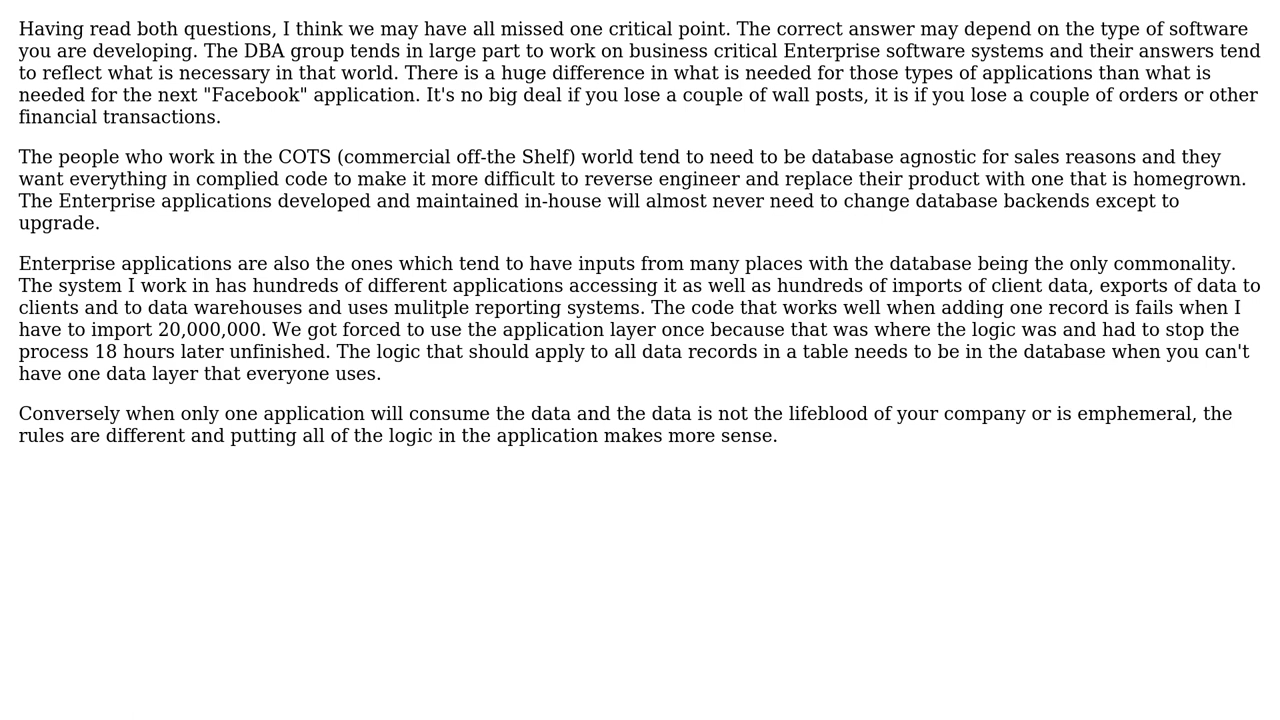 Having read both questions, I think we may have all missed one critical point. The correct answer may depend on the type of software
you are developing. The DBA group tends in large part to work on business critical Enterprise software systems and their answers tend
to reflect what is necessary in that world. There is a huge difference in what is needed for those types of applications than what is
needed for the next "Facebook" application. It's no big deal if you lose a couple of wall posts, it is if you lose a couple of orders or other
financial transactions.
The people who work in the COTS (commercial off-the Shelf) world tend to need to be database agnostic for sales reasons and they
want everything in complied code to make it more difficult to reverse engineer and replace their product with one that is homegrown.
The Enterprise applications developed and maintained in-house will almost never need to change database backends except to
upgrade.
Enterprise applications are also the ones which tend to have inputs from many places with the database being the only commonality.
The system I work in has hundreds of different applications accessing it as well as hundreds of imports of client data, exports of data to
clients and to data warehouses and uses mulitple reporting systems. The code that works well when adding one record is fails when I
have to import 20,000,000. We got forced to use the application layer once because that was where the logic was and had to stop the
process 18 hours later unfinished. The logic that should apply to all data records in a table needs to be in the database when you can't
have one data layer that everyone uses.
Conversely when only one application will consume the data and the data is not the lifeblood of your company or is emphemeral, the
rules are different and putting all of the logic in the application makes more sense.